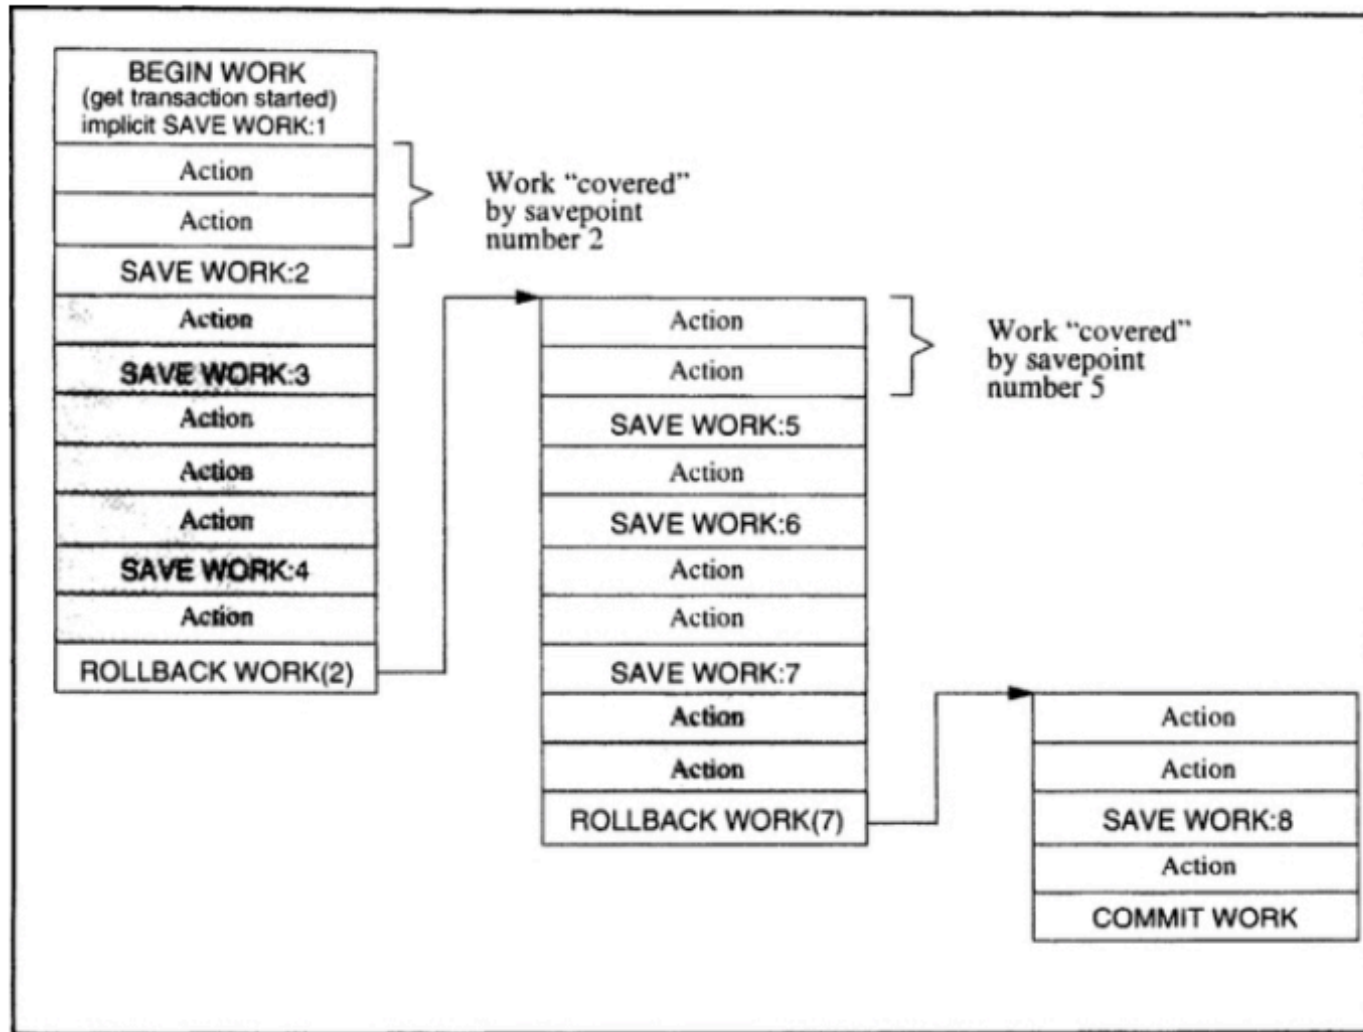 BEGIN WORK
(get transaction started)
implicit SAVE WORK:1
Action
Action
SAVE WORK:2
Action
SAVE WORK:3
Action
Action
Action
SAVE WORK:4
Action
ROLLBACK WORK(2)
Work “covered”
by savepoint
number 2
Action
Action
SAVE WORK:5
Action
SAVE WORK:6
Action
Action
SAVE WORK:7
Action
Action
ROLLBACK WORK(7)
Work “covered”
by savepoint
number 5
Action
Action
SAVE WORK:8
Action
COMMIT WORK